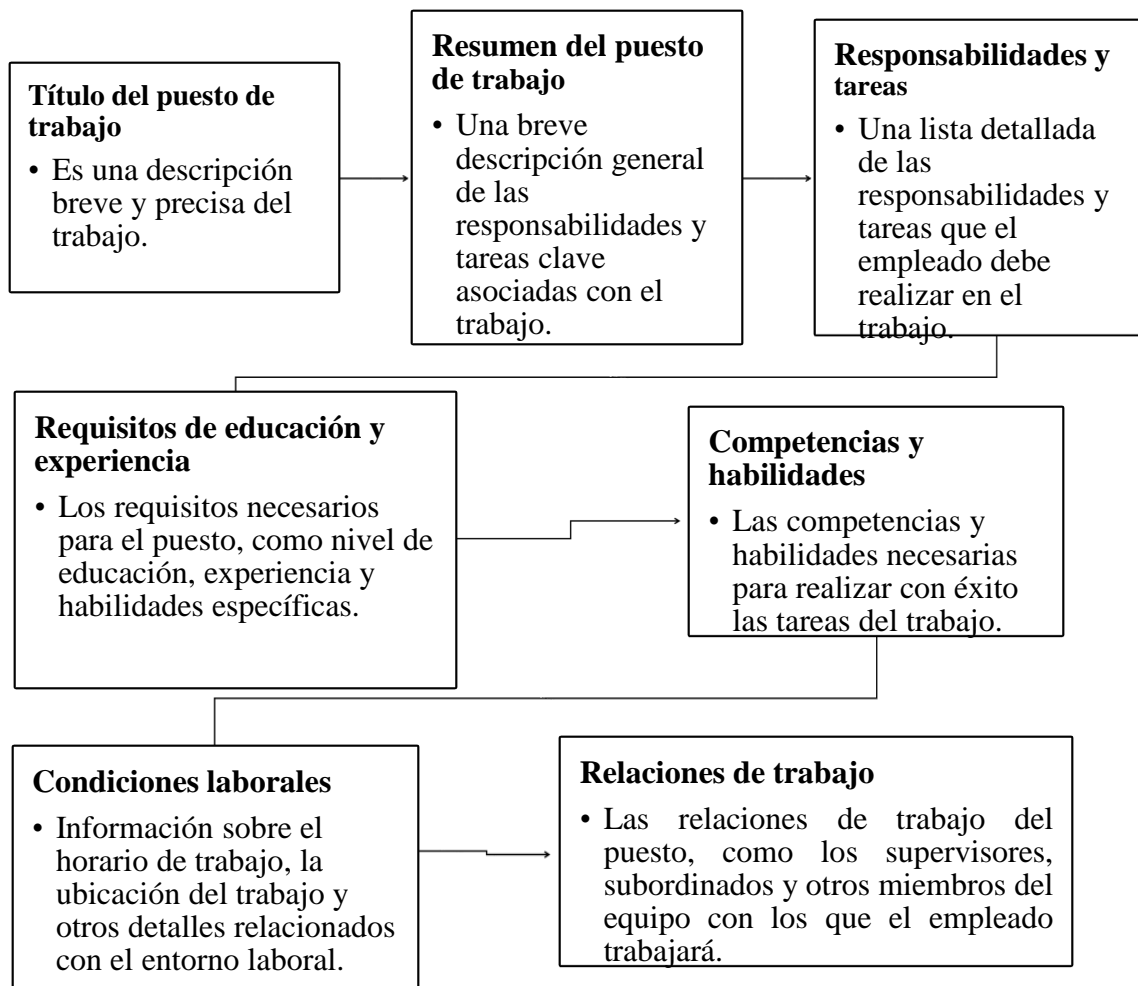 Título del puesto de
trabajo
• Es una descripción
breve y precisa del
trabajo.
Resumen del puesto
de trabajo
• Una breve
descripción general
de las
responsabilidades y
tareas clave
asociadas con el
trabajo.
Responsabilidades y
tareas
• Una lista detallada
de las
responsabilidades y
tareas que el
empleado debe
realizar en el
trabajo.
Requisitos de educación y
experiencia
• Los requisitos necesarios
para el puesto, como nivel de
educación, experiencia y
habilidades específicas.
Competencias y
habilidades
• Las competencias y
habilidades necesarias
para realizar con éxito
las tareas del trabajo.
Condiciones laborales
• Información sobre el
horario de trabajo, la
ubicación del trabajo y
otros detalles relacionados
con el entorno laboral.
Relaciones de trabajo
• Las relaciones de trabajo del
puesto, como los supervisores,
subordinados y otros miembros del
equipo con los que el empleado
trabajará.